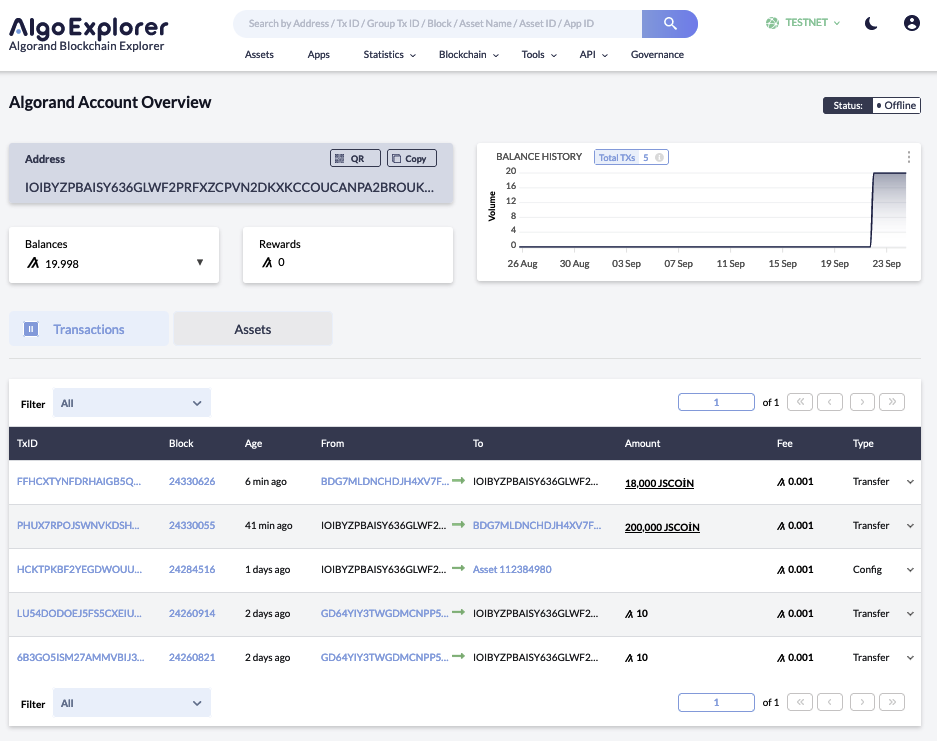 AlgoExplorer
Algorand Blockchain Explorer
Search by Address / Tx ID / Group Tx ID / Block / Asset Name / Asset ID / App ID
TESTNET
Assets Apps Statistics Blockchain Tools API Governance
Algorand Account Overview
Status: • Offline
Address QR Copy
IOIBYZPBAISY636GLWF2PRFXZCPVN2DKXKCCOUCANPA2BROUK...
Balances
19.998
Rewards
0
BALANCE HISTORY Total TXs 5
Volume
20
16
12
8
4
0
26 Aug 30 Aug 03 Sep 07 Sep 11 Sep 15 Sep 19 Sep 23 Sep
Transactions Assets
Filter All 1 of 1 « ‹ › »
TxID Block Age From To Amount Fee Type
FFHCXTYNFDRHAIGB5Q... 24330626 6 min ago BDG7MLDNCHDJH4XV7F... IOIBYZPBAISY636GLWF2... 18,000 JSCOİN 0.001 Transfer
PHUX7RPOJSWNVKDSH... 24330055 41 min ago IOIBYZPBAISY636GLWF2... BDG7MLDNCHDJH4XV7F... 200,000 JSCOİN 0.001 Transfer
HCKTPKBF2YEGDWOUU... 24284516 1 days ago IOIBYZPBAISY636GLWF2... Asset 112384980 0.001 Config
LU54DODOEJ5FS5CXEIU... 24260914 2 days ago GD64YIY3TWGDMCNPP5... IOIBYZPBAISY636GLWF2... 10 0.001 Transfer
6B3GO5ISM27AMMVBIJ3... 24260821 2 days ago GD64YIY3TWGDMCNPP5... IOIBYZPBAISY636GLWF2... 10 0.001 Transfer
Filter All 1 of 1 « ‹ › »